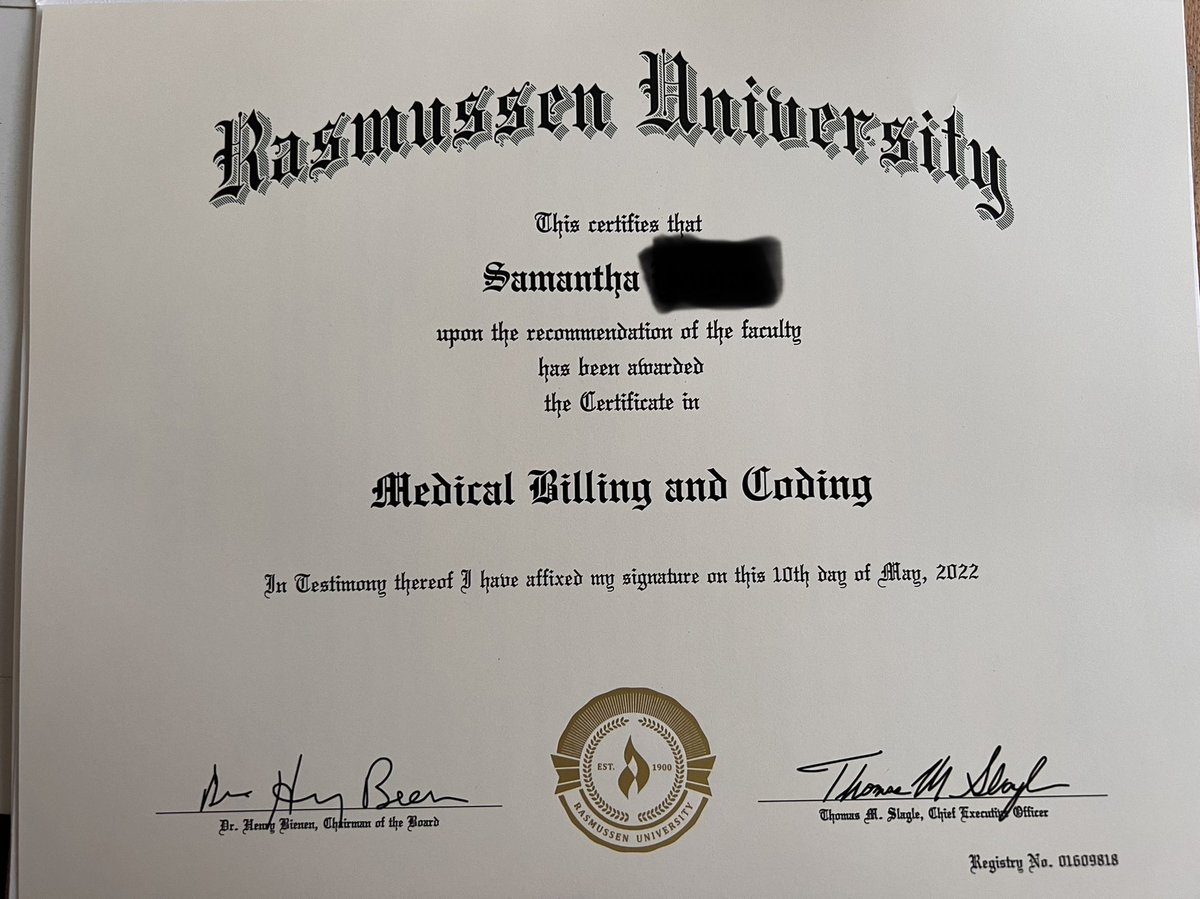 Rasmussen University
This certifies that
Samantha
upon the recommendation of the faculty
has been awarded
the Certificate in
Medical Billing and Coding
In Testimony thereof I have affixed my signature on this 10th day of May, 2022
EST. 1900
RASMUSSEN UNIVERSITY
Thomas M Slagle
Dr. Henry Bienen, Chairman of the Board
Thomas M. Slagle, Chief Executive Officer
Registry No. 01609818